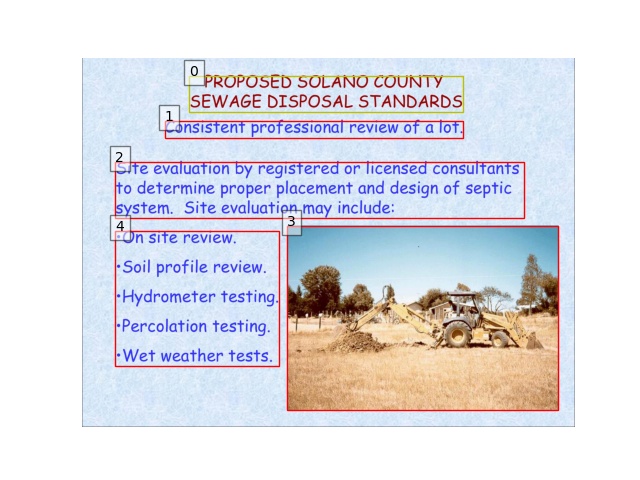 0
PROPOSED SOLANO COUNTY
SEWAGE DISPOSAL STANDARDS
1
Consistent professional review of a lot.
2
Site evaluation by registered or licensed consultants
to determine proper placement and design of septic
system. Site evaluation may include:
3
4
•On site review.
•Soil profile review.
•Hydrometer testing.
•Percolation testing.
•Wet weather tests.